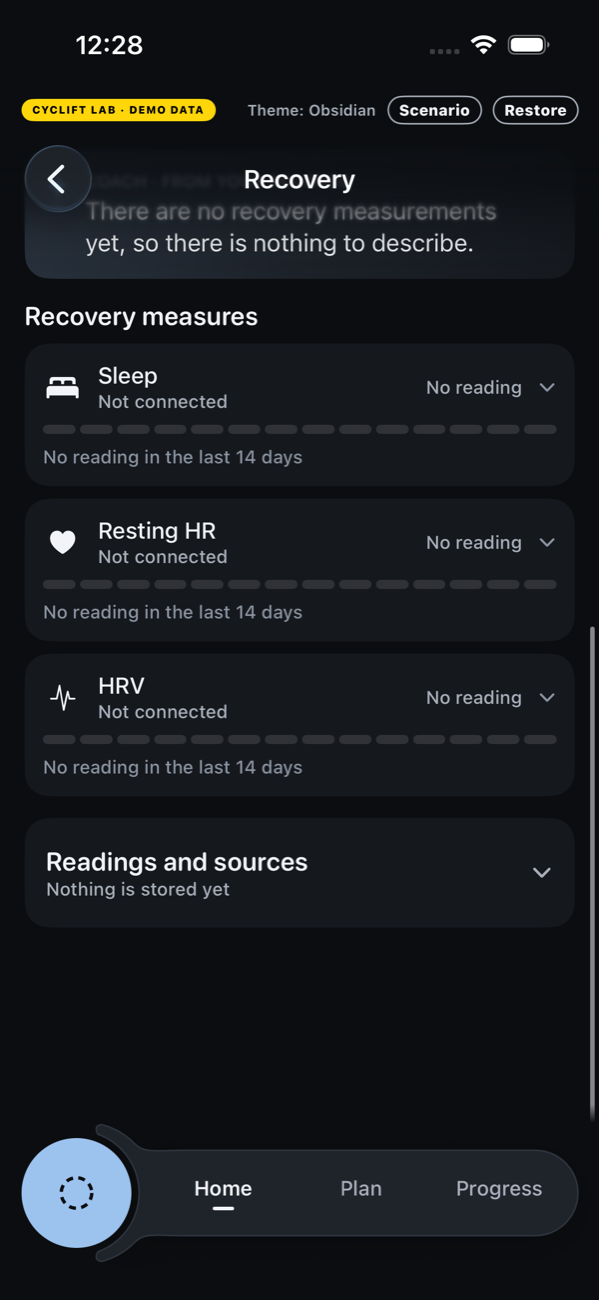 12:28
CYCLIFT LAB · DEMO DATA
Theme: Obsidian
Scenario
Restore
Recovery
There are no recovery measurements
yet, so there is nothing to describe.
Recovery measures
Sleep
Not connected
No reading
No reading in the last 14 days
Resting HR
Not connected
No reading
No reading in the last 14 days
HRV
Not connected
No reading
No reading in the last 14 days
Readings and sources
Nothing is stored yet
Home
Plan
Progress